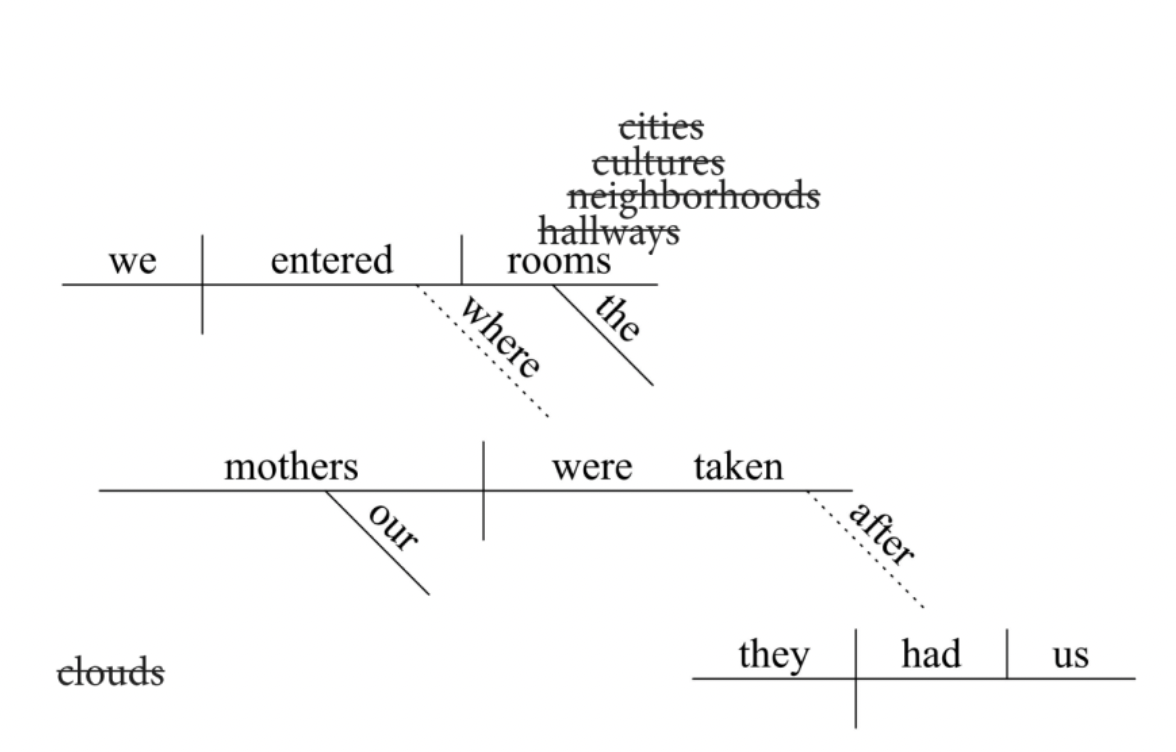 cities
cultures
neighborhoods
hallways
we entered rooms
where the
mothers were taken
our after
they had us
clouds